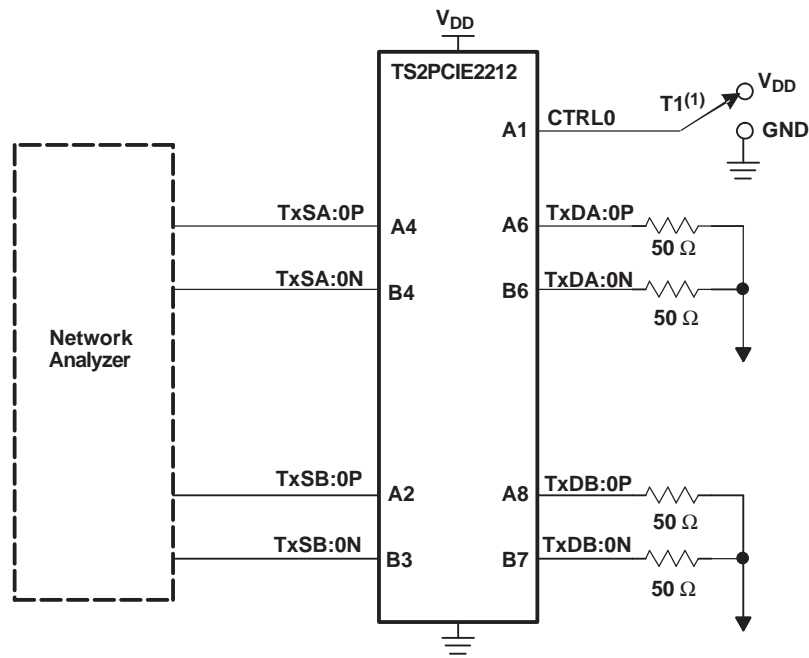 VDD
TS2PCIE2212
VDD
T1(1)
A1 CTRL0
GND
TxSA:0P A4 A6 TxDA:0P
50 Ω
TxSA:0N B4 B6 TxDA:0N
50 Ω
Network
Analyzer
TxSB:0P A2 A8 TxDB:0P
50 Ω
TxSB:0N B3 B7 TxDB:0N
50 Ω